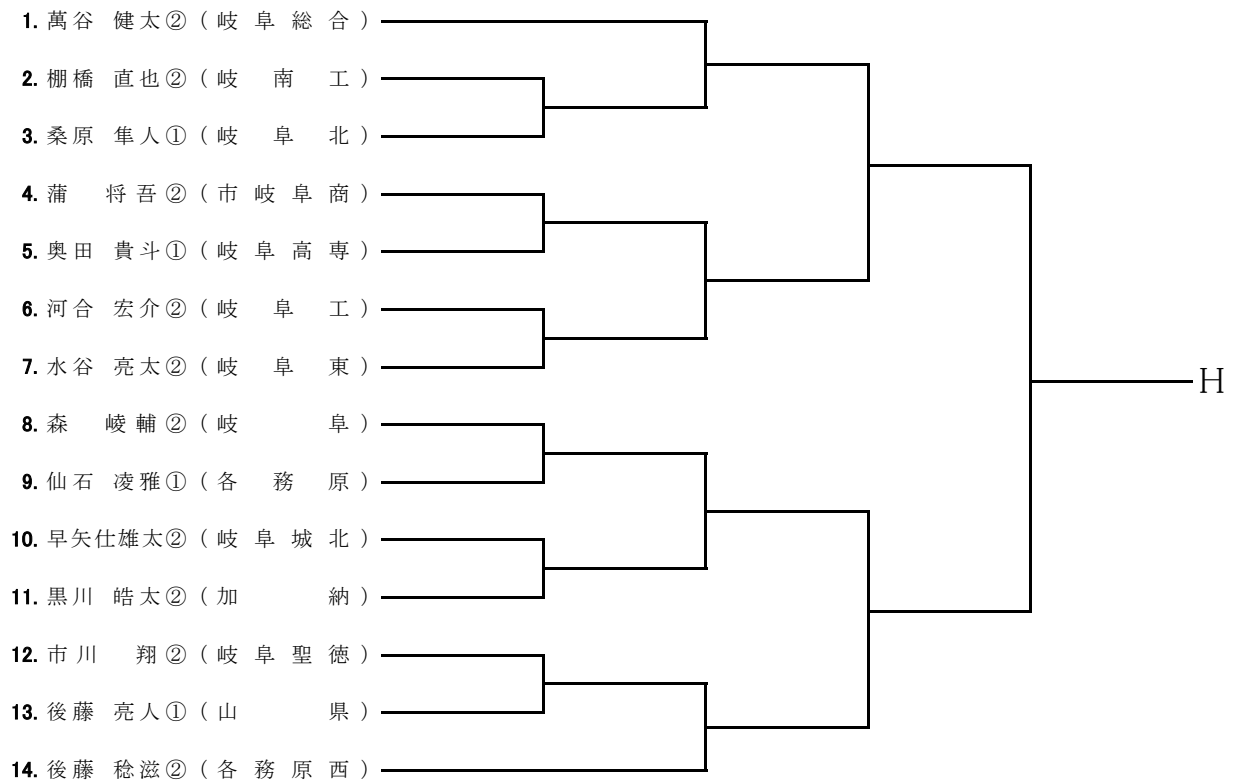 1. 萬谷 健太②(岐阜総合)
2. 棚橋 直也②(岐南工)
3. 桑原 隼人①(岐阜北)
4. 蒲 将吾②(市岐阜商)
5. 奥田 貴斗①(岐阜高専)
6. 河合 宏介②(岐阜工)
7. 水谷 亮太②(岐阜東)
H
8. 森 崚輔②(岐阜)
9. 仙石 凌雅①(各務原)
10. 早矢仕雄太②(岐阜城北)
11. 黒川 皓太②(加納)
12. 市川 翔②(岐阜聖徳)
13. 後藤 亮人①(山県)
14. 後藤 稔滋②(各務原西)